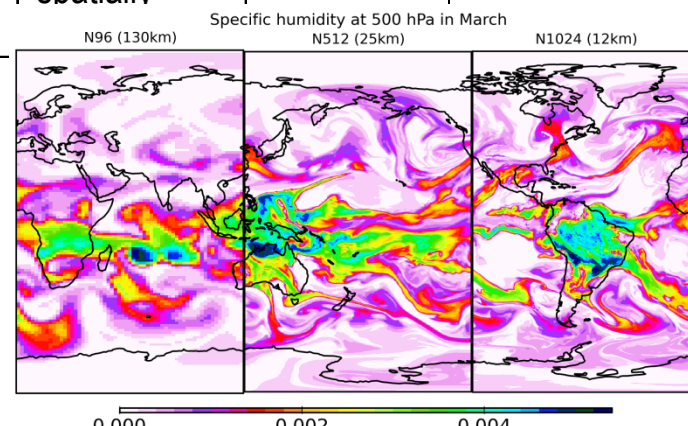 spatially
Specific humidity at 500 hPa in March
N96 (130km)
N512 (25km)
N1024 (12km)
0.000
0.002
0.004